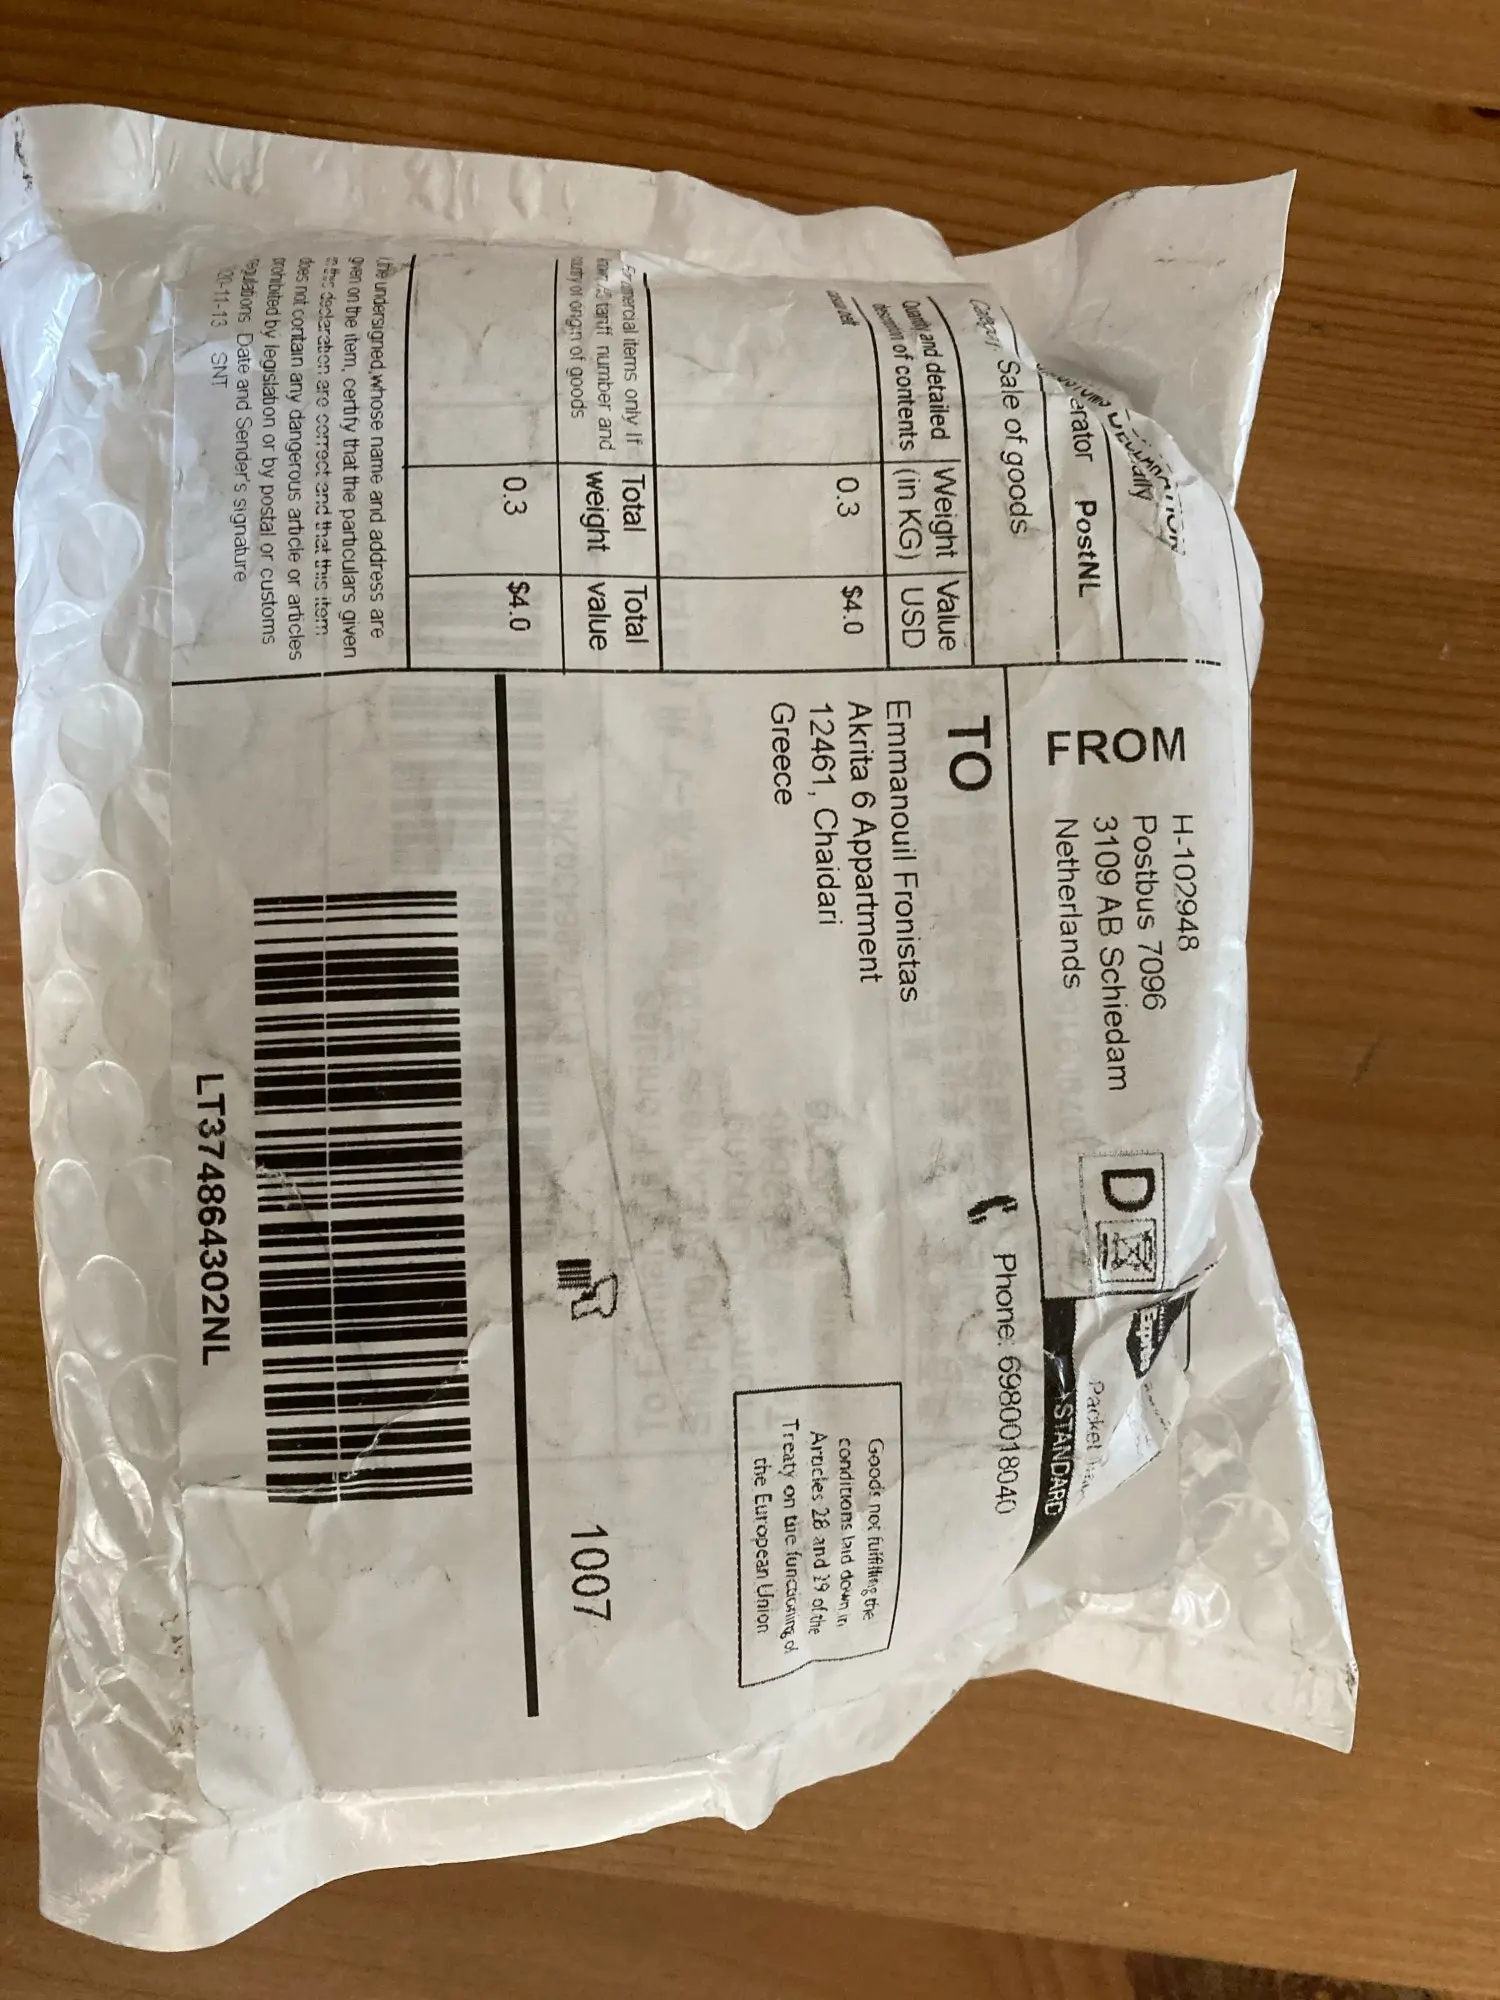 Operator PostNL
Category Sale of goods
Quantity and detailed description of contents
Weight (in KG)
Value USD
0.3 $4.0
For commercial items only If
known, HS tariff number and
country of origin of goods
Total weight
Total value
0.3 $4.0
I,the undersigned,whose name and address are
given on the item, certify that the particulars given
in this declaration are correct and that this item
does not contain any dangerous article or articles
prohibited by legislation or by postal or customs
regulations Date and Sender's signature
20-11-13 SNT
FROM
H-102948
Postbus 7096
3109 AB Schiedam
Netherlands
D
Packet
STANDARD
TO
Phone: 6980018040
Emmanouil Fronistas
Akrita 6 Appartment
12461, Chaidari
Greece
Goods not fulfilling the
conditions laid down in
Articles 28 and 29 of the
Treaty on the functioning of
the European Union
1007
LT374864302NL